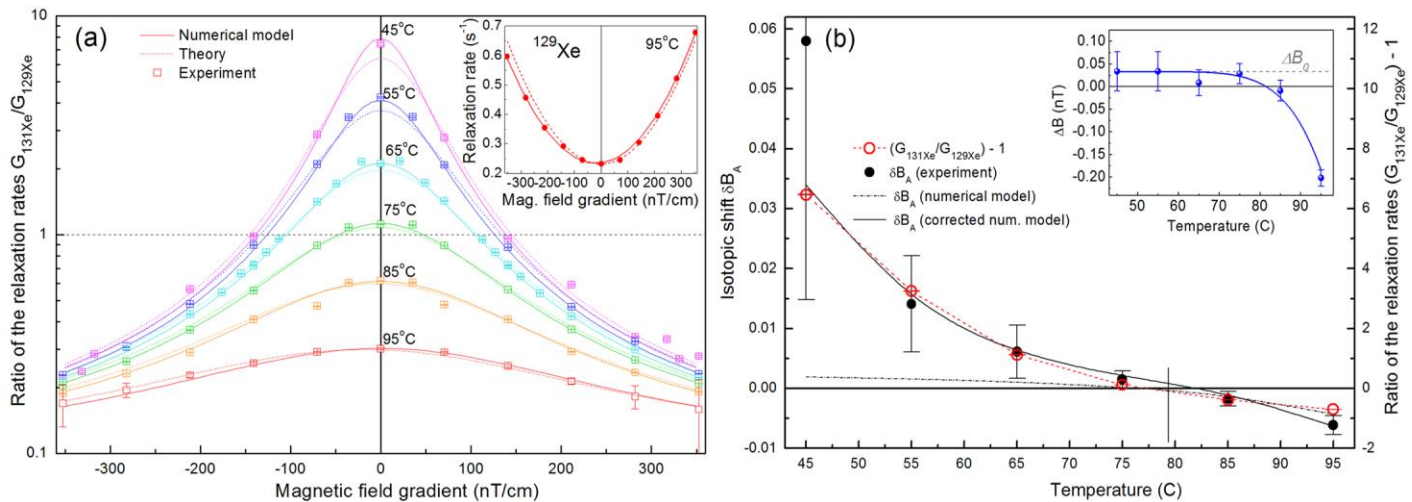 (a)
Numerical model
Theory
Experiment
45°C
55°C
65°C
75°C
85°C
95°C
Ratio of the relaxation rates G131Xe/G129Xe
10
1
0.1
-300 -200 -100 0 100 200 300
Magnetic field gradient (nT/cm)
Relaxation rate (s-1)
129Xe
95°C
0.7
0.6
0.5
0.4
0.3
0.2
-300 -200 -100 0 100 200 300
Mag. field gradient (nT/cm)
(b)
Isotopic shift δBA
0.06
0.05
0.04
0.03
0.02
0.01
0.00
-0.01
(G131Xe/G129Xe) - 1
δBA (experiment)
δBA (numerical model)
δBA (corrected num. model)
45 50 55 60 65 70 75 80 85 90 95
Temperature (C)
ΔB (nT)
0.10
0.05
0.00
-0.05
-0.10
-0.15
-0.20
ΔB0
50 60 70 80 90
Temperature (C)
12
10
8
6
4
2
0
-2
Ratio of the relaxation rates (G131Xe/G129Xe) - 1